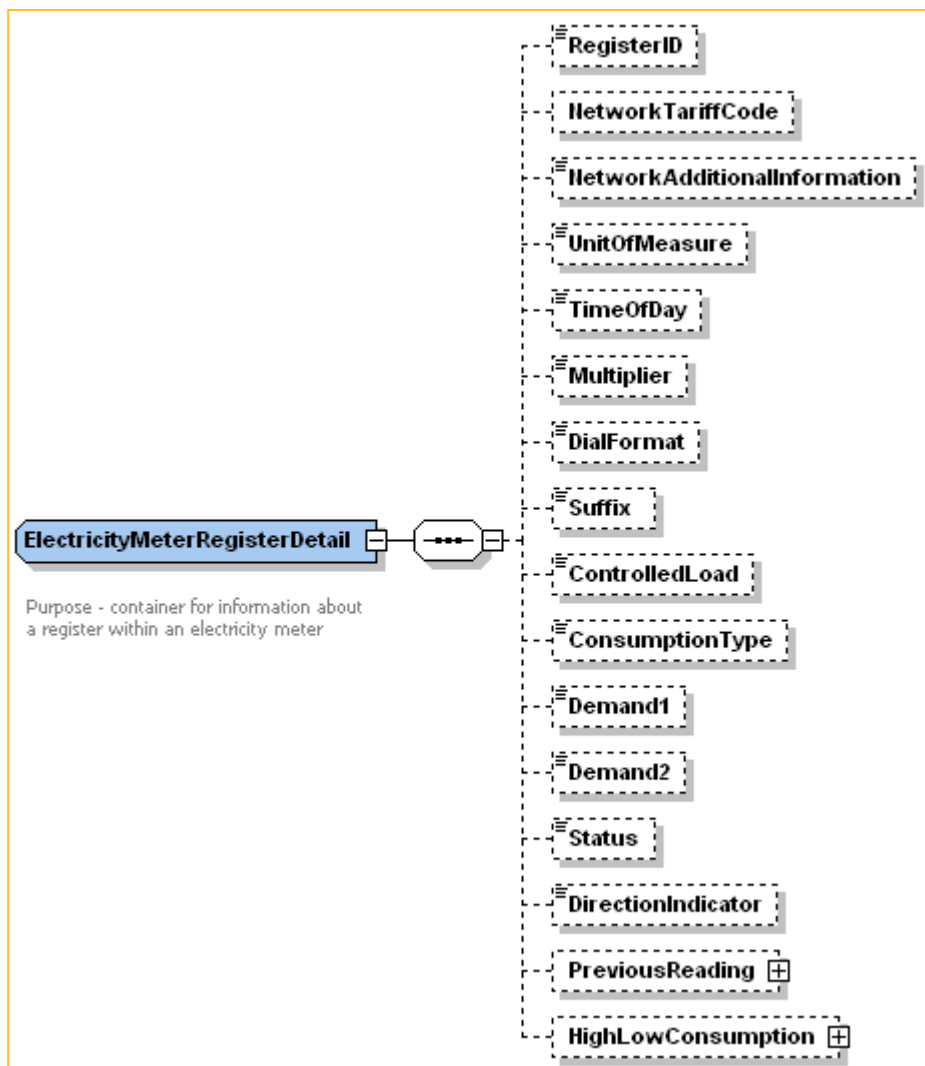 RegisterID
NetworkTariffCode
NetworkAdditionalInformation
UnitOfMeasure
TimeOfDay
Multiplier
DialFormat
Suffix
ElectricityMeterRegisterDetail
Purpose - container for information about
a register within an electricity meter
ControlledLoad
ConsumptionType
Demand1
Demand2
Status
DirectionIndicator
PreviousReading
HighLowConsumption